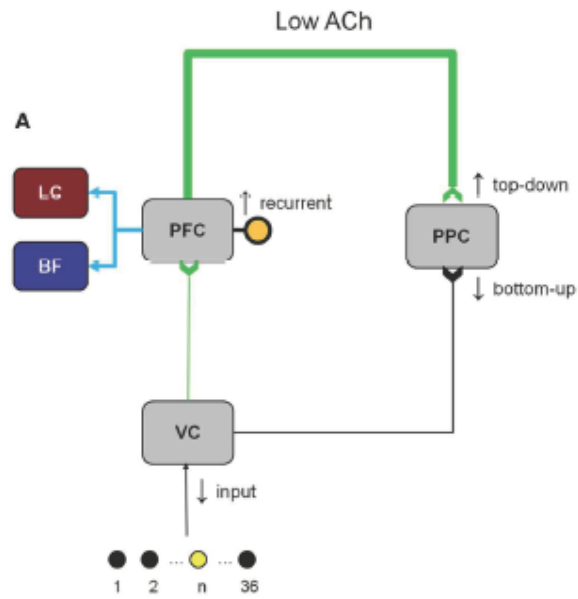 Low ACh
A
LC
↑ recurrent
PFC
↑ top-down
PPC
BF
↓ bottom-up
VC
↓ input
... ...
1 2 n 36